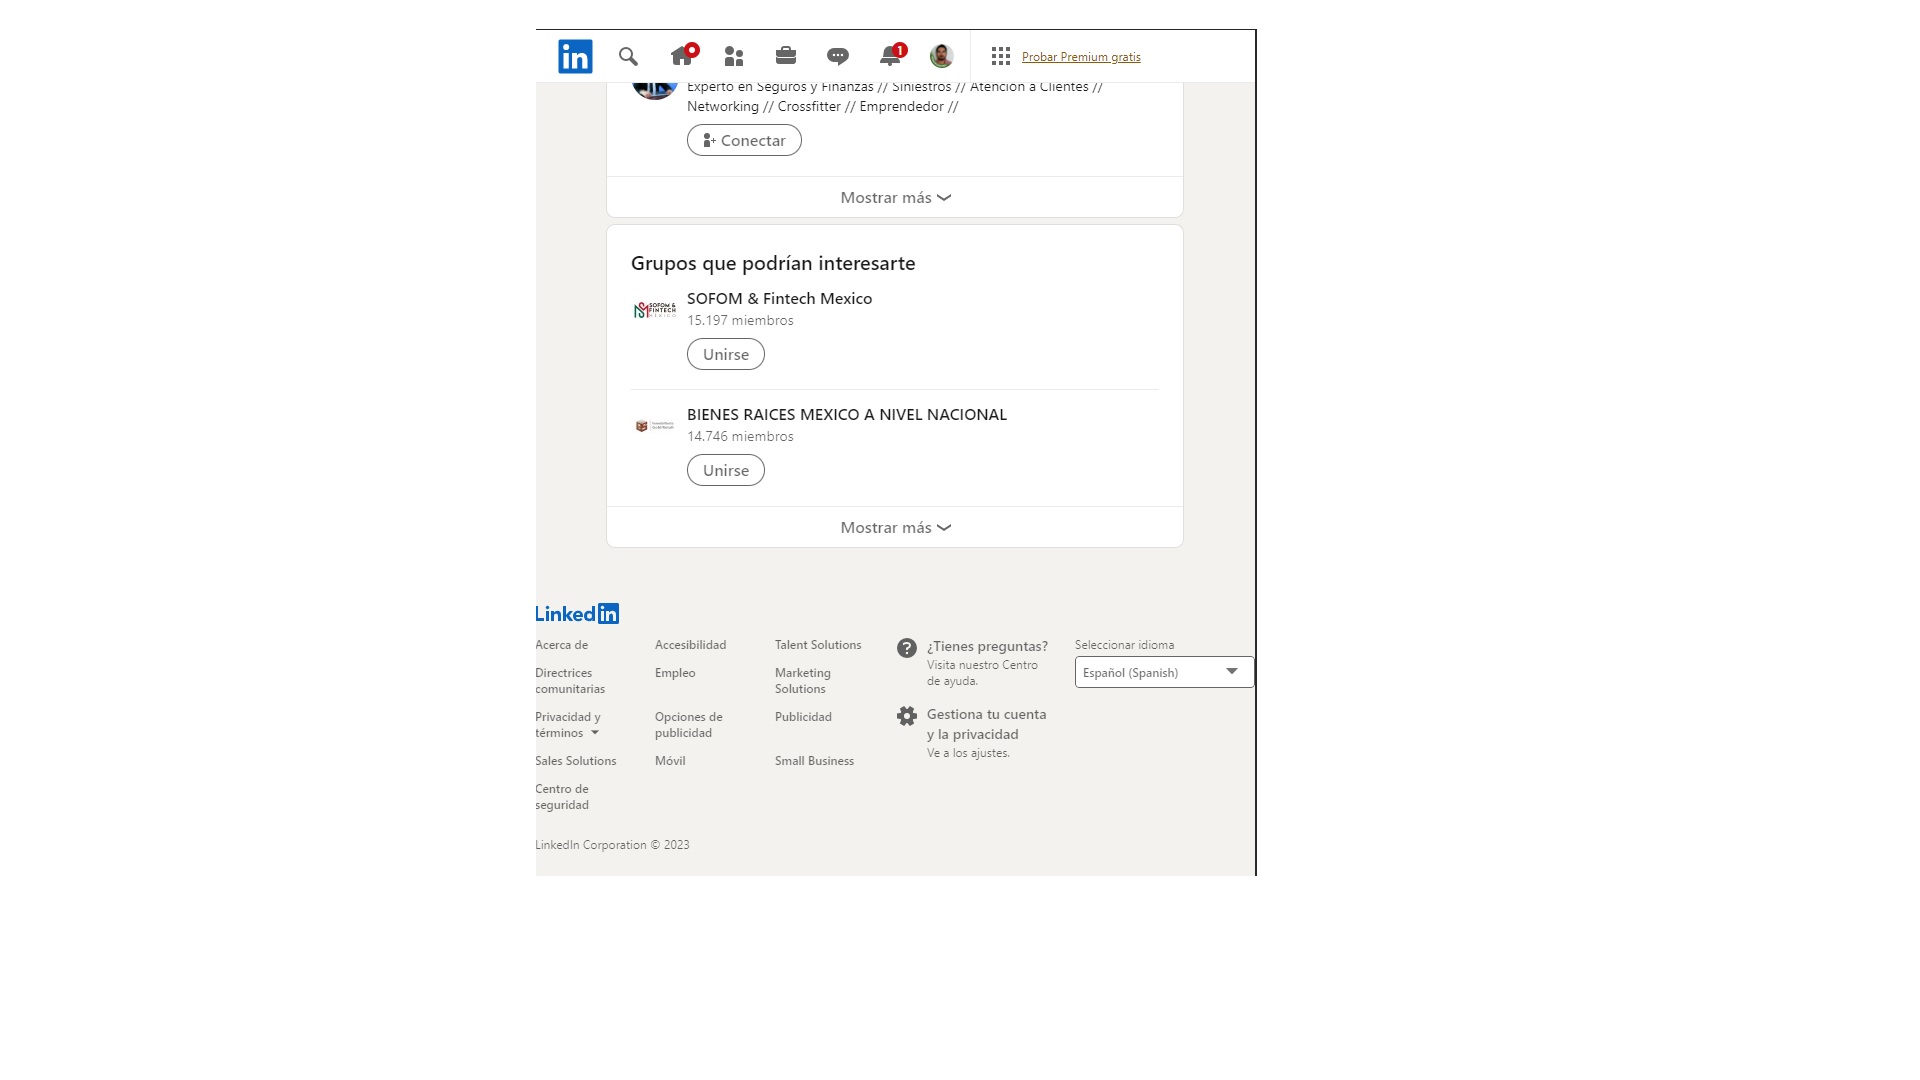 in
1
Probar Premium gratis
Experto en Seguros y Finanzas // Siniestros // Atención a Clientes //
Networking // Crossfitter // Emprendedor //
Conectar
Mostrar más
Grupos que podrían interesarte
SOFOM & Fintech Mexico
SOFOM &
FINTECH
MEXICO
15.197 miembros
Unirse
BIENES RAICES MEXICO A NIVEL NACIONAL
14.746 miembros
Unirse
Mostrar más
Linkedin
Acerca de
Accesibilidad
Talent Solutions
Directrices
comunitarias
Empleo
Marketing
Solutions
Privacidad y
términos
Opciones de
publicidad
Publicidad
Sales Solutions
Móvil
Small Business
Centro de
seguridad
?
¿Tienes preguntas?
Visita nuestro Centro
de ayuda.
Gestiona tu cuenta
y la privacidad
Ve a los ajustes.
Seleccionar idioma
Español (Spanish)
LinkedIn Corporation © 2023